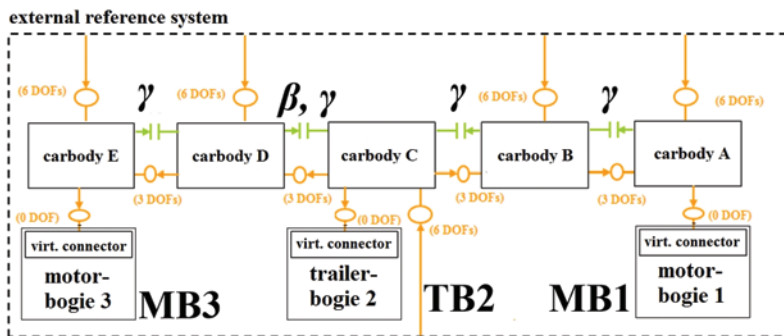 external reference system
(6 DOFs) γ (6 DOFs) β, γ γ (6 DOFs) γ (6 DOFs)
carbody E carbody D carbody C carbody B carbody A
(3 DOFs) (3 DOFs) (3 DOFs) (3 DOFs)
(0 DOF) (0 DOF) (6 DOFs) (0 DOF)
virt. connector virt. connector virt. connector
motor- trailer- motor-
bogie 3 MB3 bogie 2 TB2 MB1 bogie 1